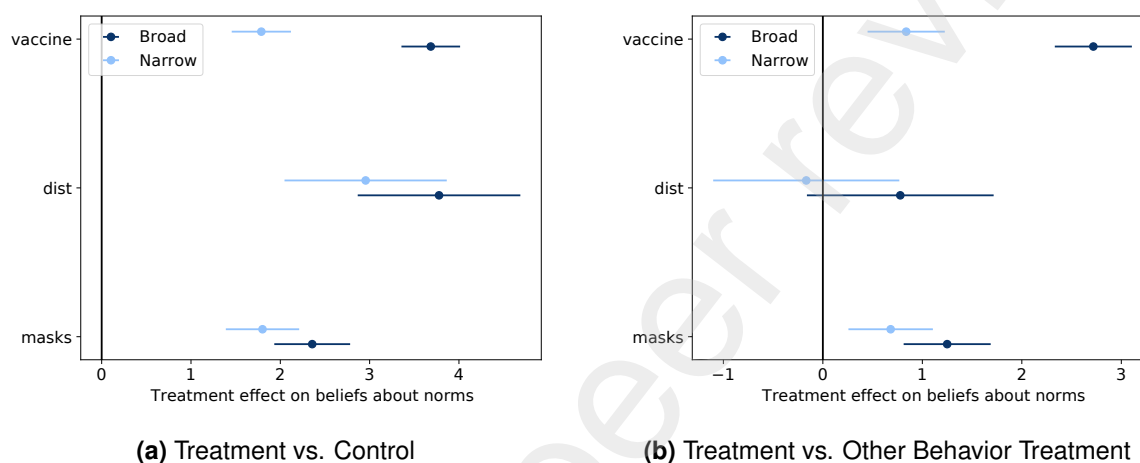 vaccine
Broad
Narrow
dist
masks
0 1 2 3 4
Treatment effect on beliefs about norms
(a) Treatment vs. Control
vaccine
Broad
Narrow
dist
masks
−1 0 1 2 3
Treatment effect on beliefs about norms
(b) Treatment vs. Other Behavior Treatment
peer revi